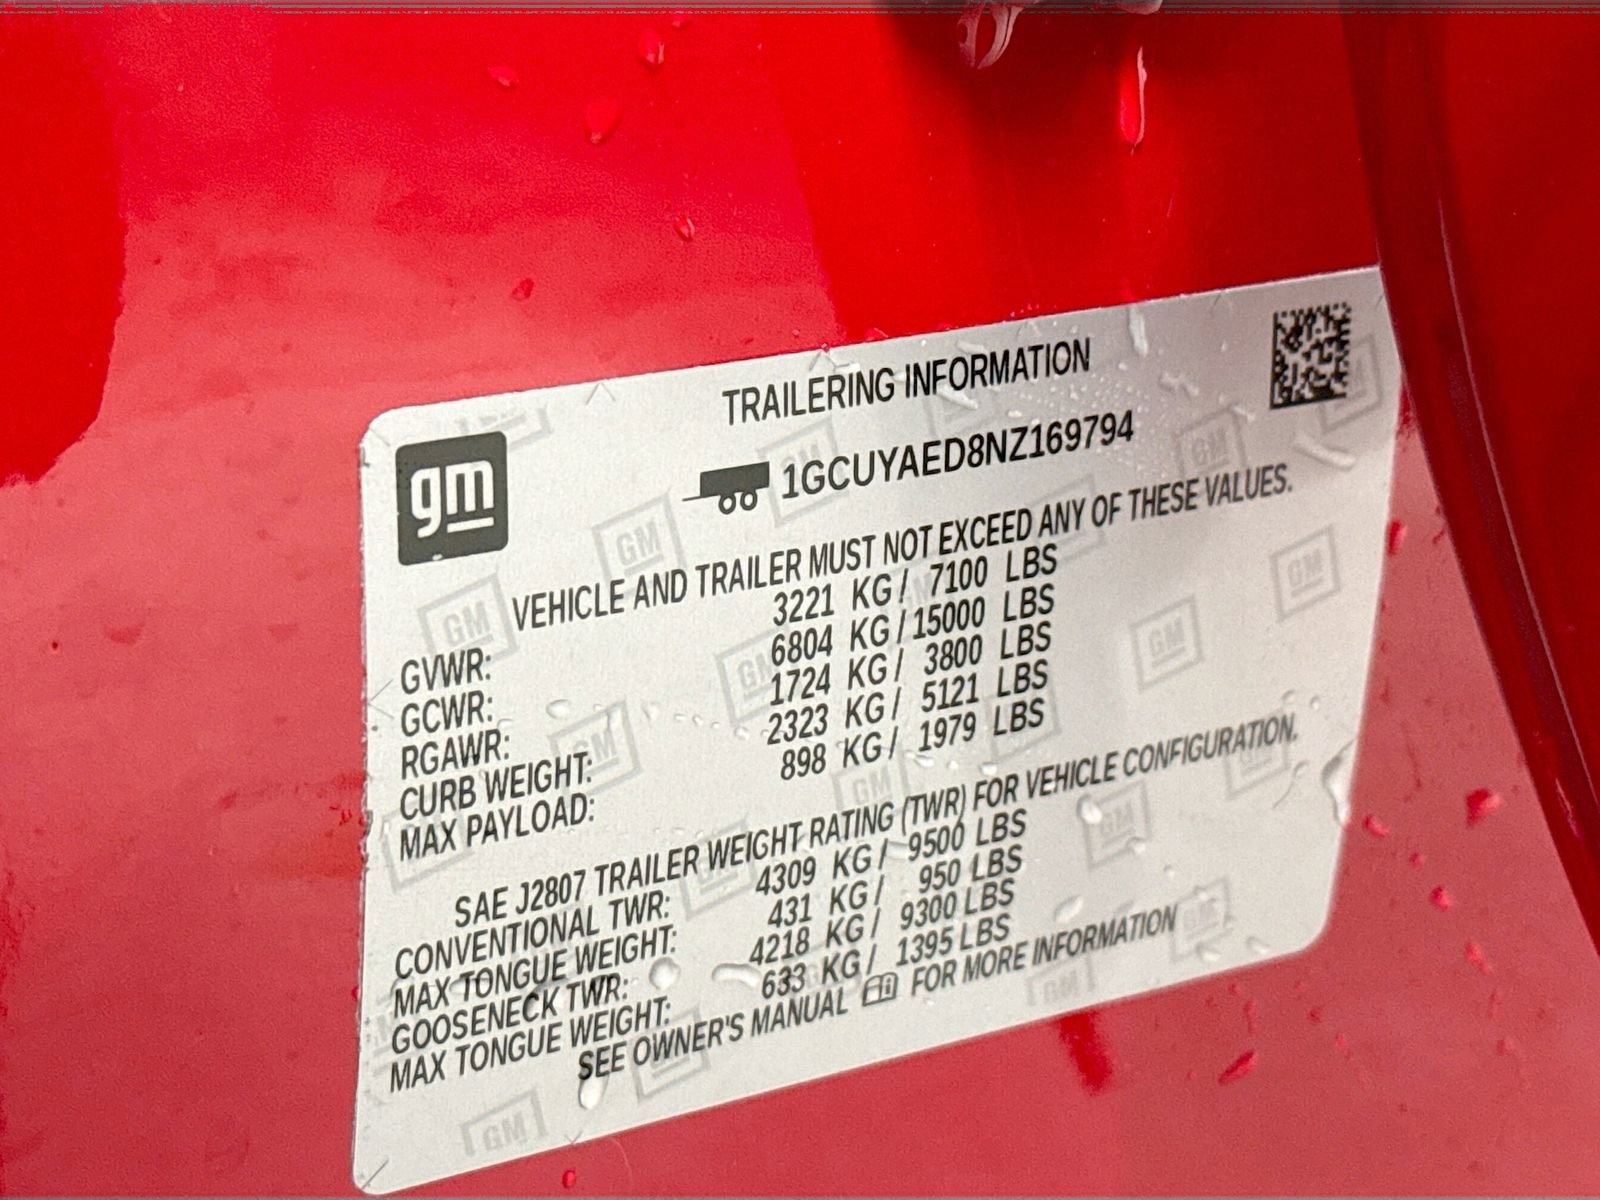 TRAILERING INFORMATION
gm
1GCUYAED8NZ169794
VEHICLE AND TRAILER MUST NOT EXCEED ANY OF THESE VALUES.
GVWR: 3221 KG / 7100 LBS
GCWR: 6804 KG / 15000 LBS
RGAWR: 1724 KG / 3800 LBS
CURB WEIGHT: 2323 KG / 5121 LBS
MAX PAYLOAD: 898 KG / 1979 LBS
SAE J2807 TRAILER WEIGHT RATING (TWR) FOR VEHICLE CONFIGURATION.
CONVENTIONAL TWR: 4309 KG / 9500 LBS
MAX TONGUE WEIGHT: 431 KG / 950 LBS
GOOSENECK TWR: 4218 KG / 9300 LBS
MAX TONGUE WEIGHT: 633 KG / 1395 LBS
SEE OWNER'S MANUAL FOR MORE INFORMATION